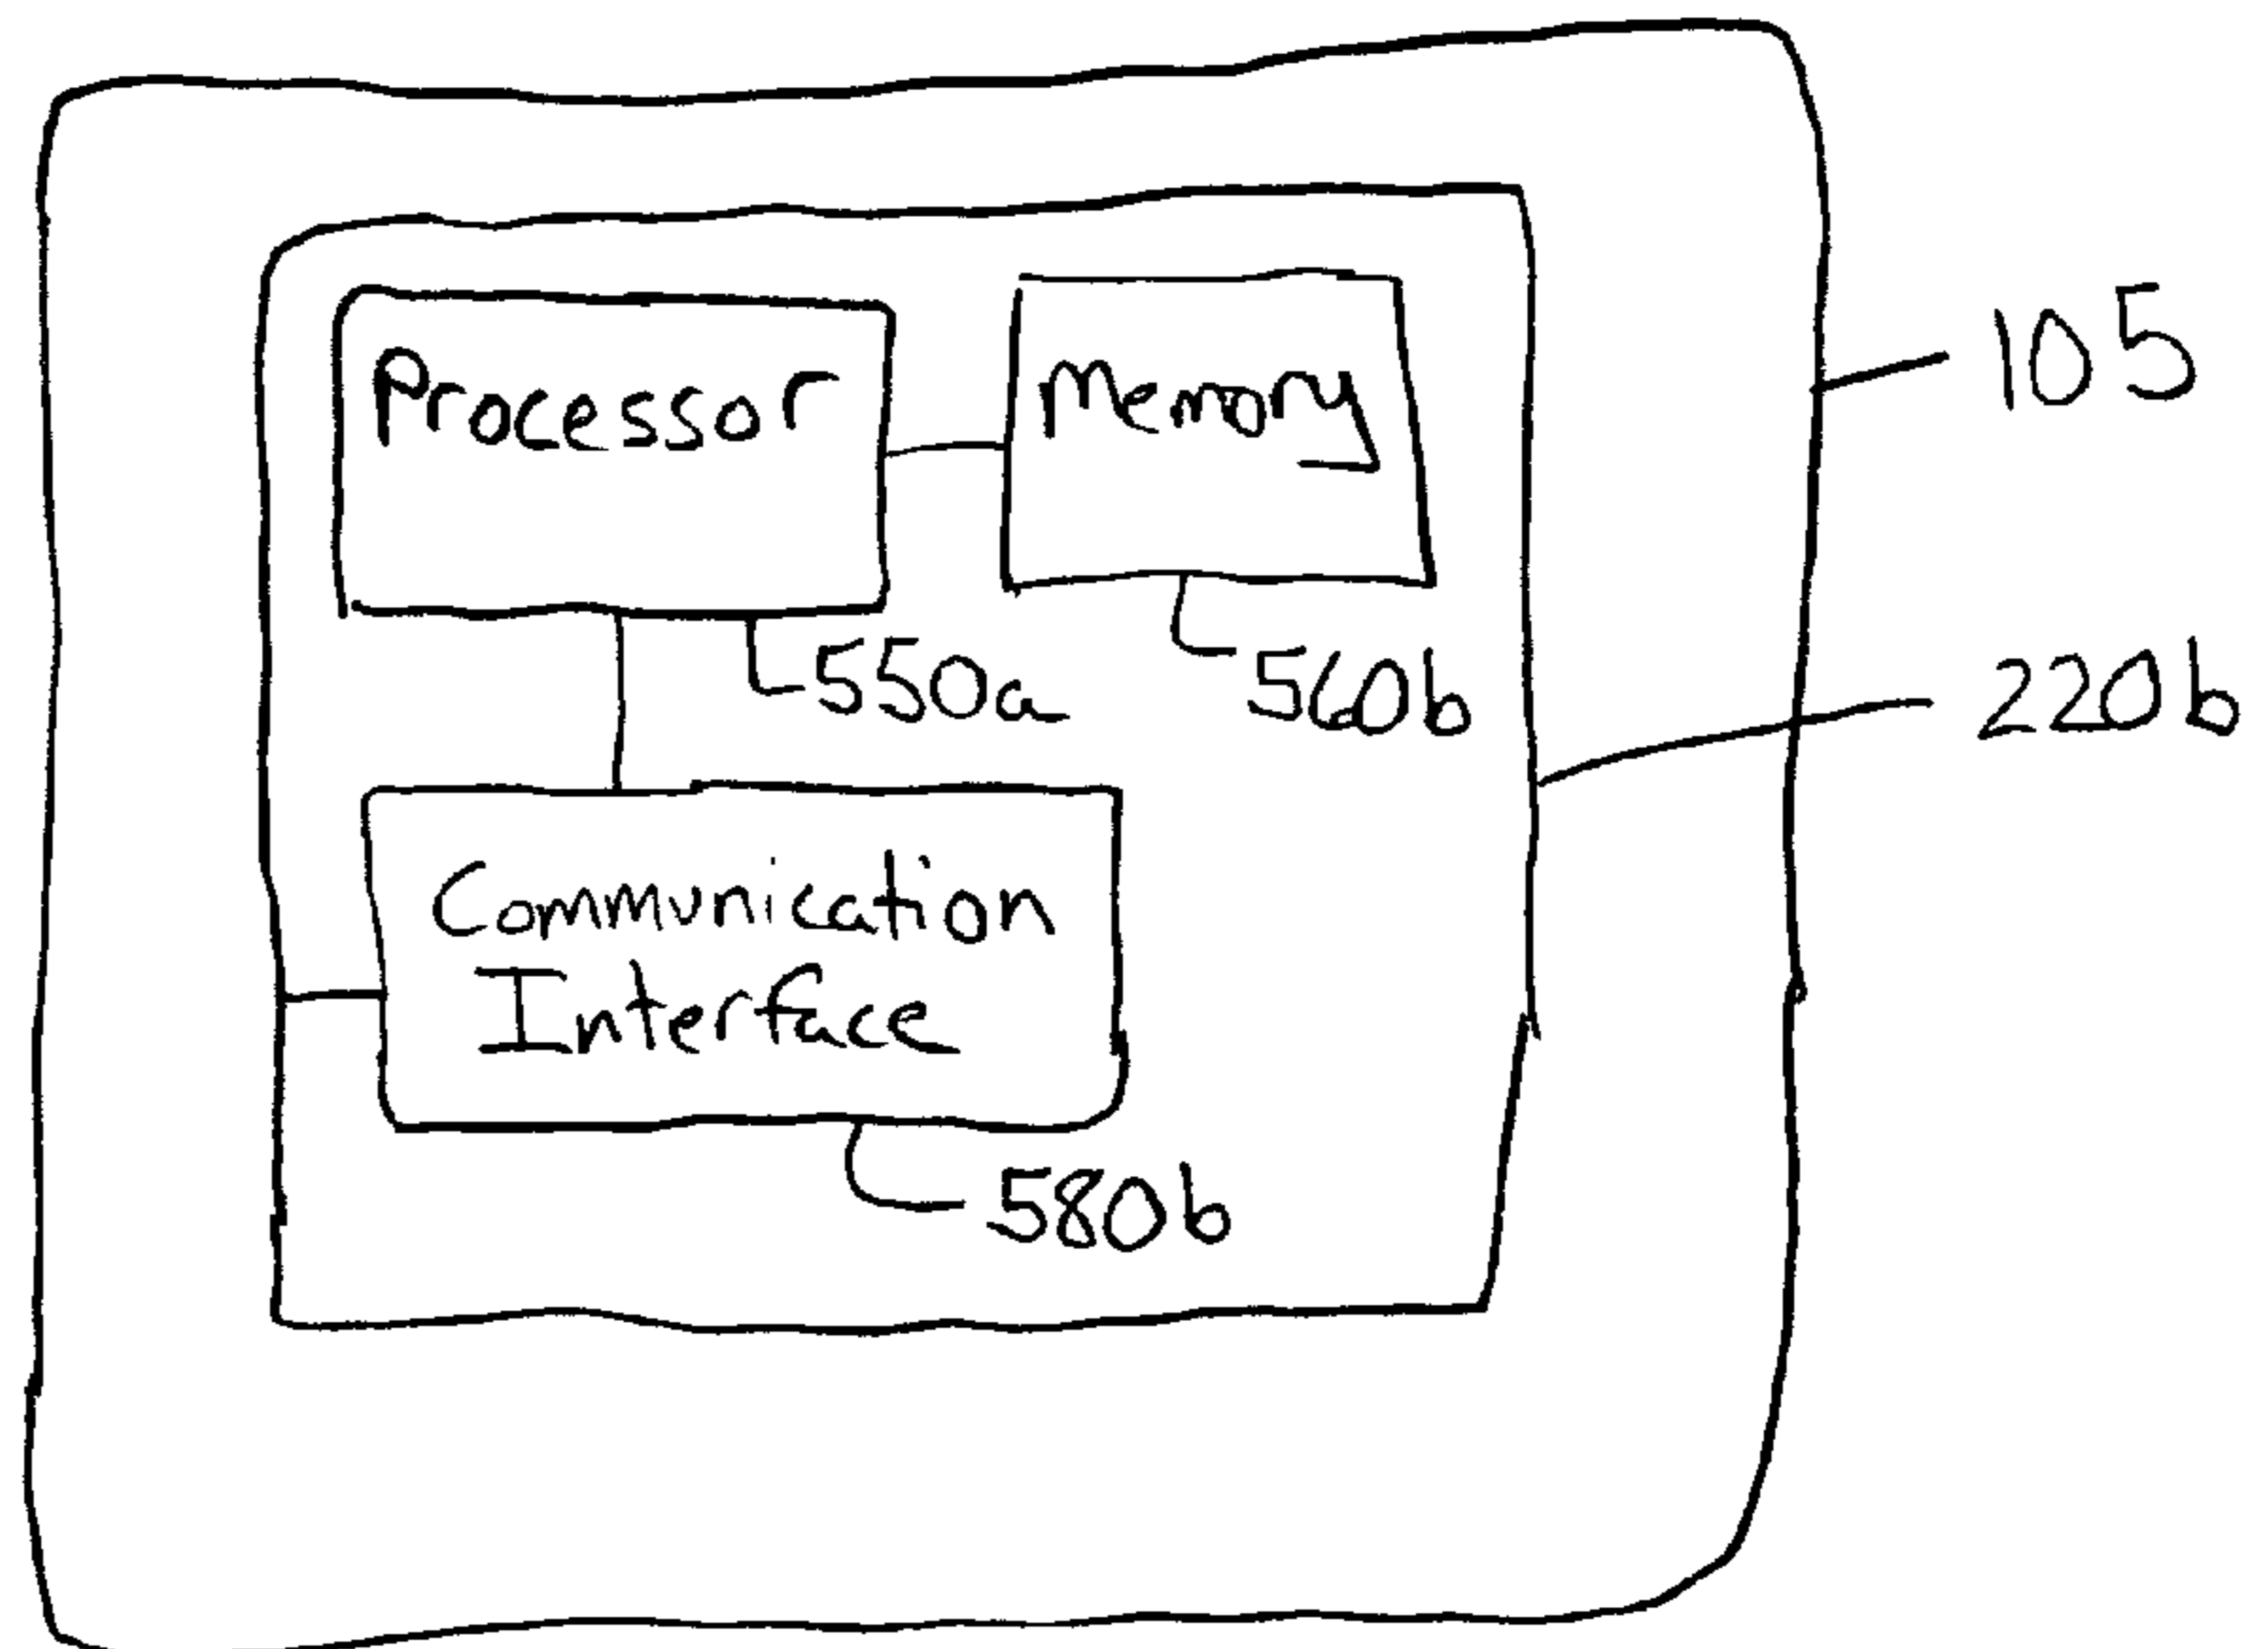 Processor
Memory
105
550a
560b
220b
Communication
Interface
580b